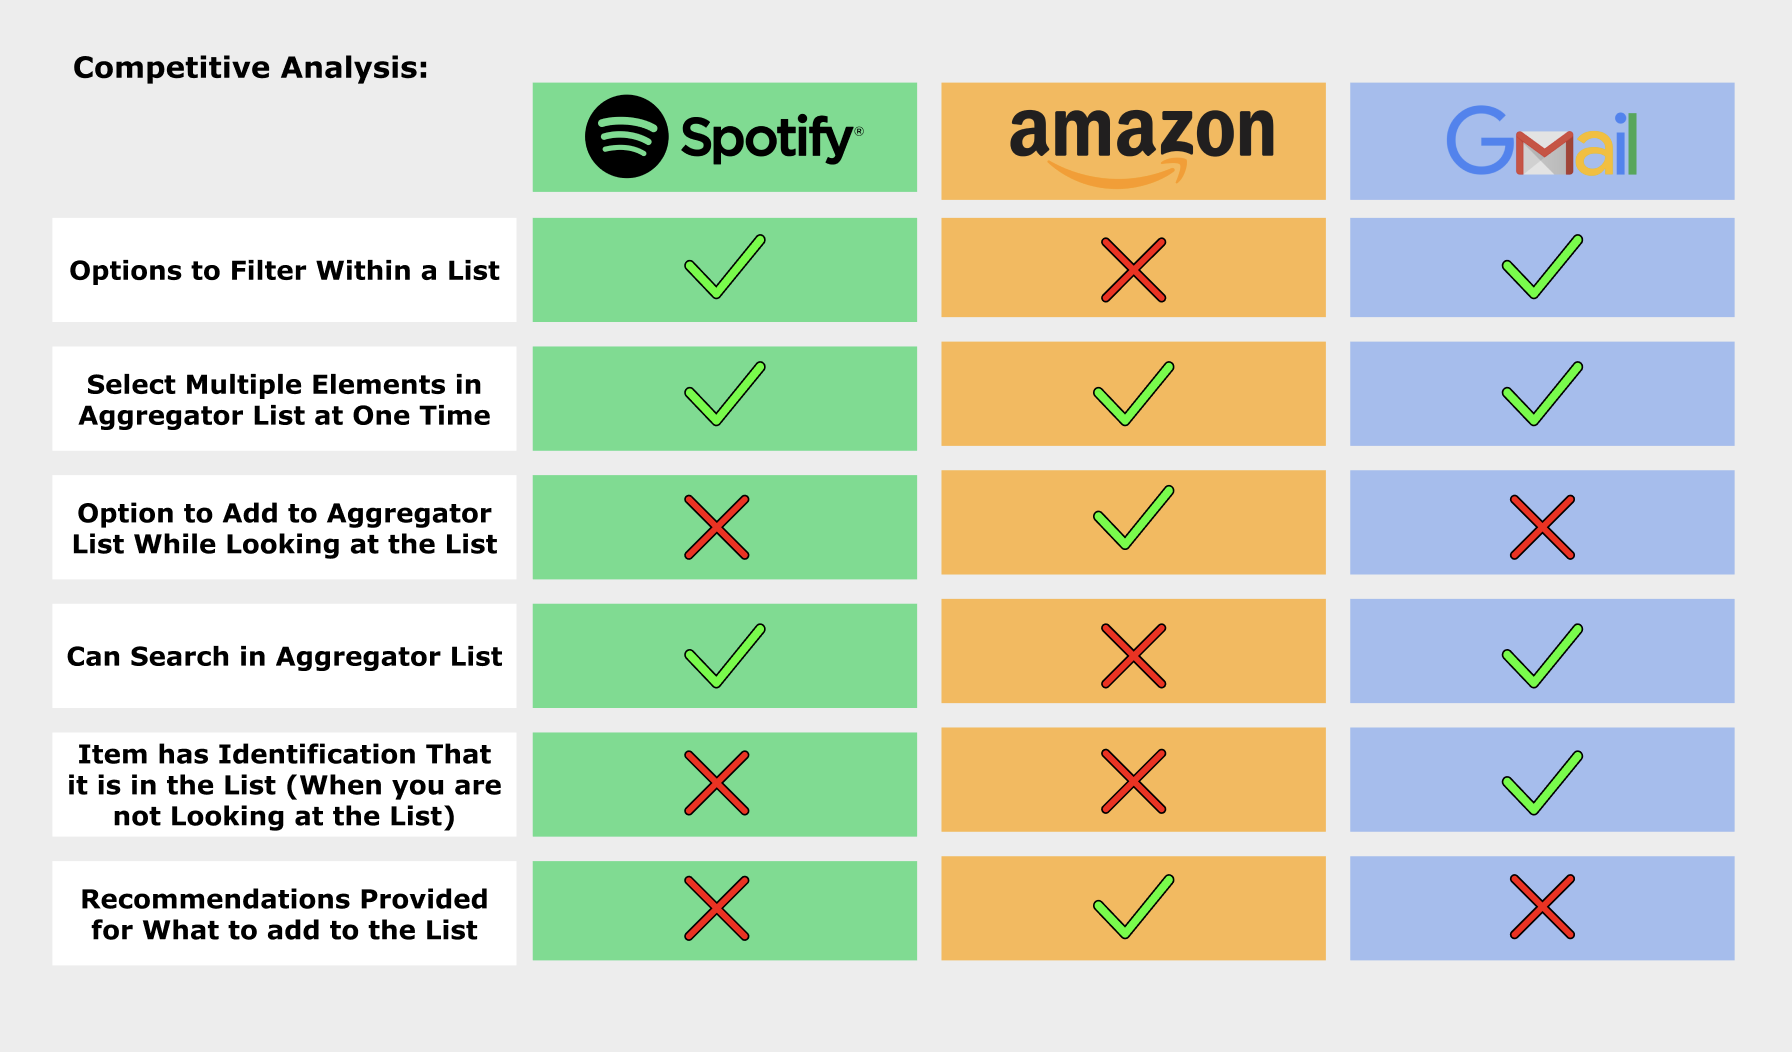 Competitive Analysis:
Spotify®
amazon
Gmail
Options to Filter Within a List
Select Multiple Elements in
Aggregator List at One Time
Option to Add to Aggregator
List While Looking at the List
Can Search in Aggregator List
Item has Identification That
it is in the List (When you are
not Looking at the List)
Recommendations Provided
for What to add to the List